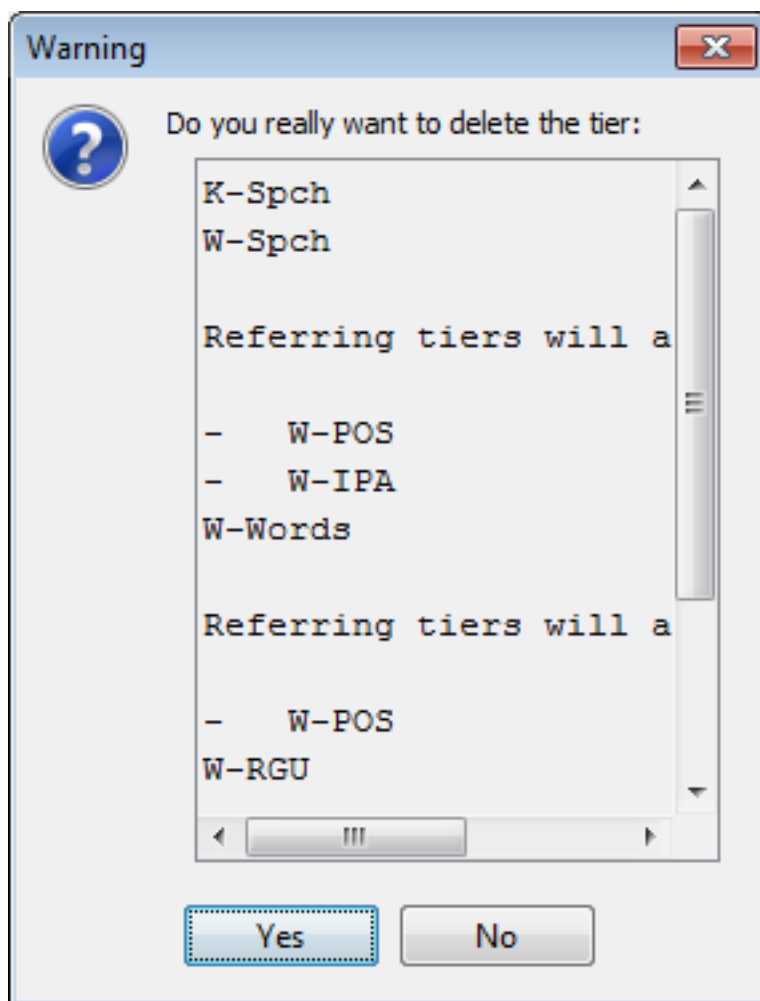 Warning
Do you really want to delete the tier:
K-Spch
W-Spch
Referring tiers will a
-   W-POS
-   W-IPA
W-Words
Referring tiers will a
-   W-POS
W-RGU
Yes No